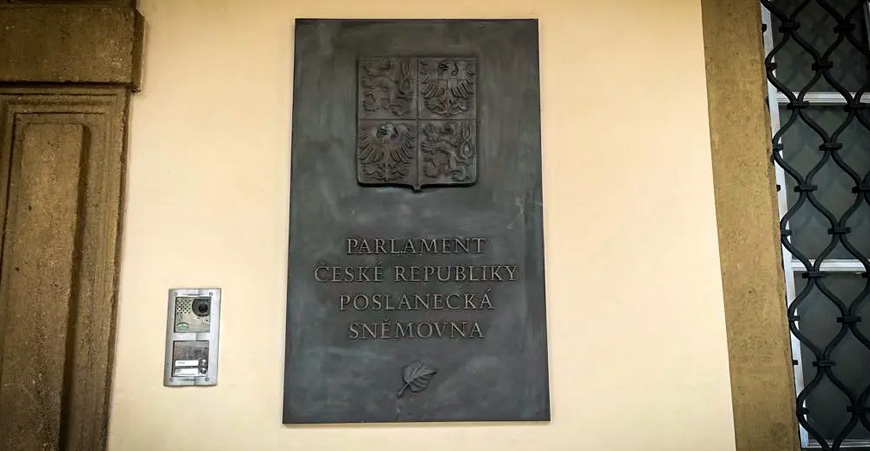 PARLAMENT
ČESKÉ REPUBLIKY
POSLANECKÁ
SNĚMOVNA